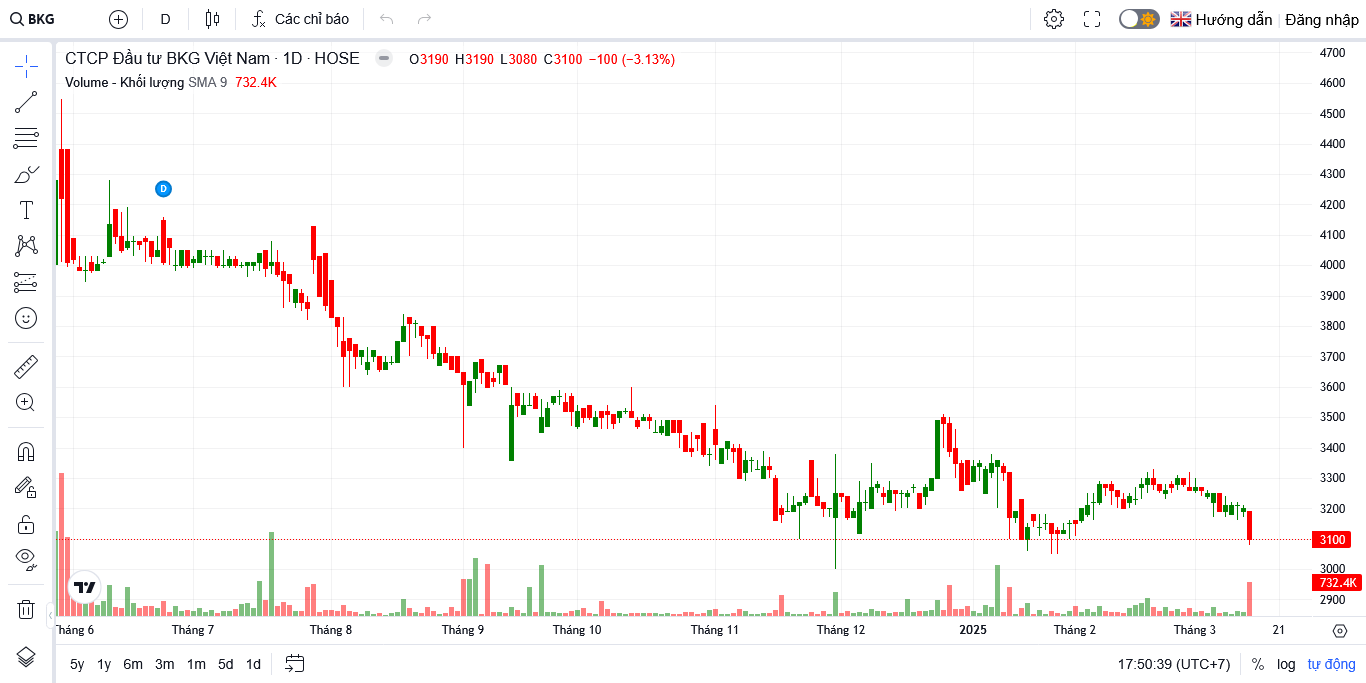 BKG D Các chỉ báo Hướng dẫn Đăng nhập
CTCP Đầu tư BKG Việt Nam · 1D · HOSE O3190 H3190 L3080 C3100 −100 (−3.13%)
Volume - Khối lượng SMA 9 732.4K
D
4700
4600
4500
4400
4300
4200
4100
4000
3900
3800
3700
3600
3500
3400
3300
3200
3100
3000
732.4K
2900
Tháng 6 Tháng 7 Tháng 8 Tháng 9 Tháng 10 Tháng 11 Tháng 12 2025 Tháng 2 Tháng 3 21
5y 1y 6m 3m 1m 5d 1d 17:50:39 (UTC+7) % log tự động